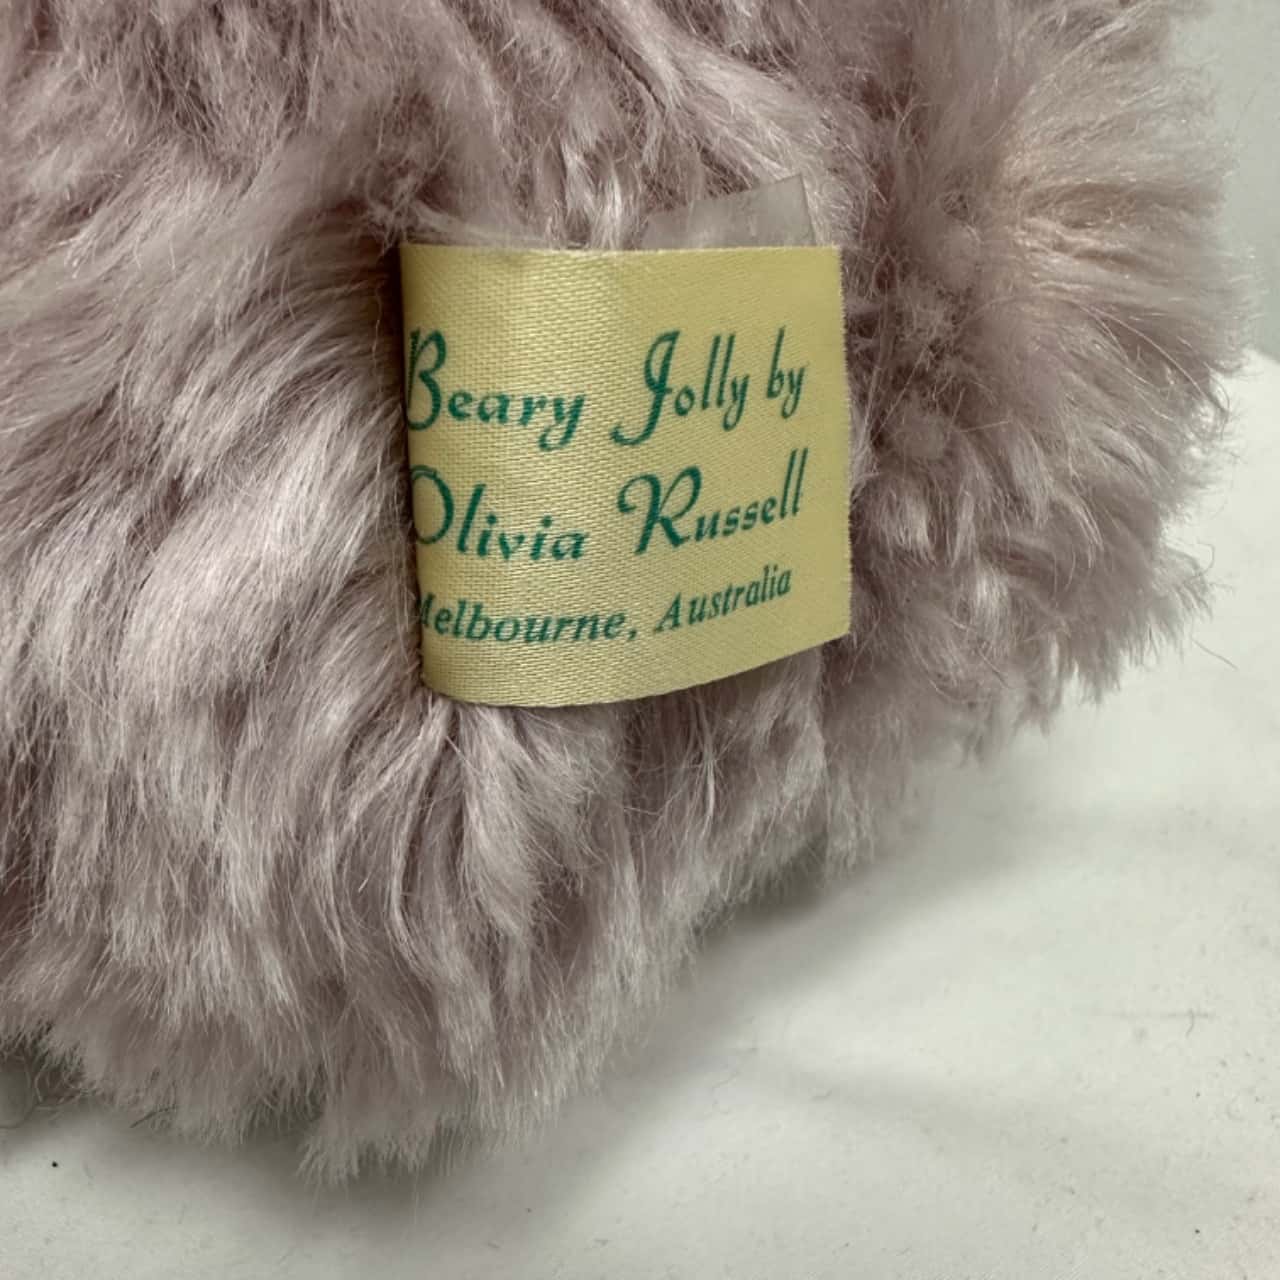 Beary Jolly by
Olivia Russell
Melbourne, Australia